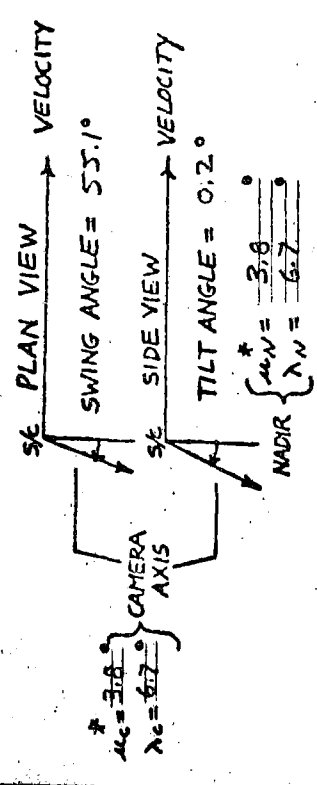 S/C PLAN VIEW
VELOCITY
SWING ANGLE = 55.1°
S/C SIDE VIEW
VELOCITY
TILT ANGLE = 0.2°
CAMERA AXIS
* μc = 3.8°
λc = 6.7°
NADIR
* μN = 3.8°
λN = 6.7°